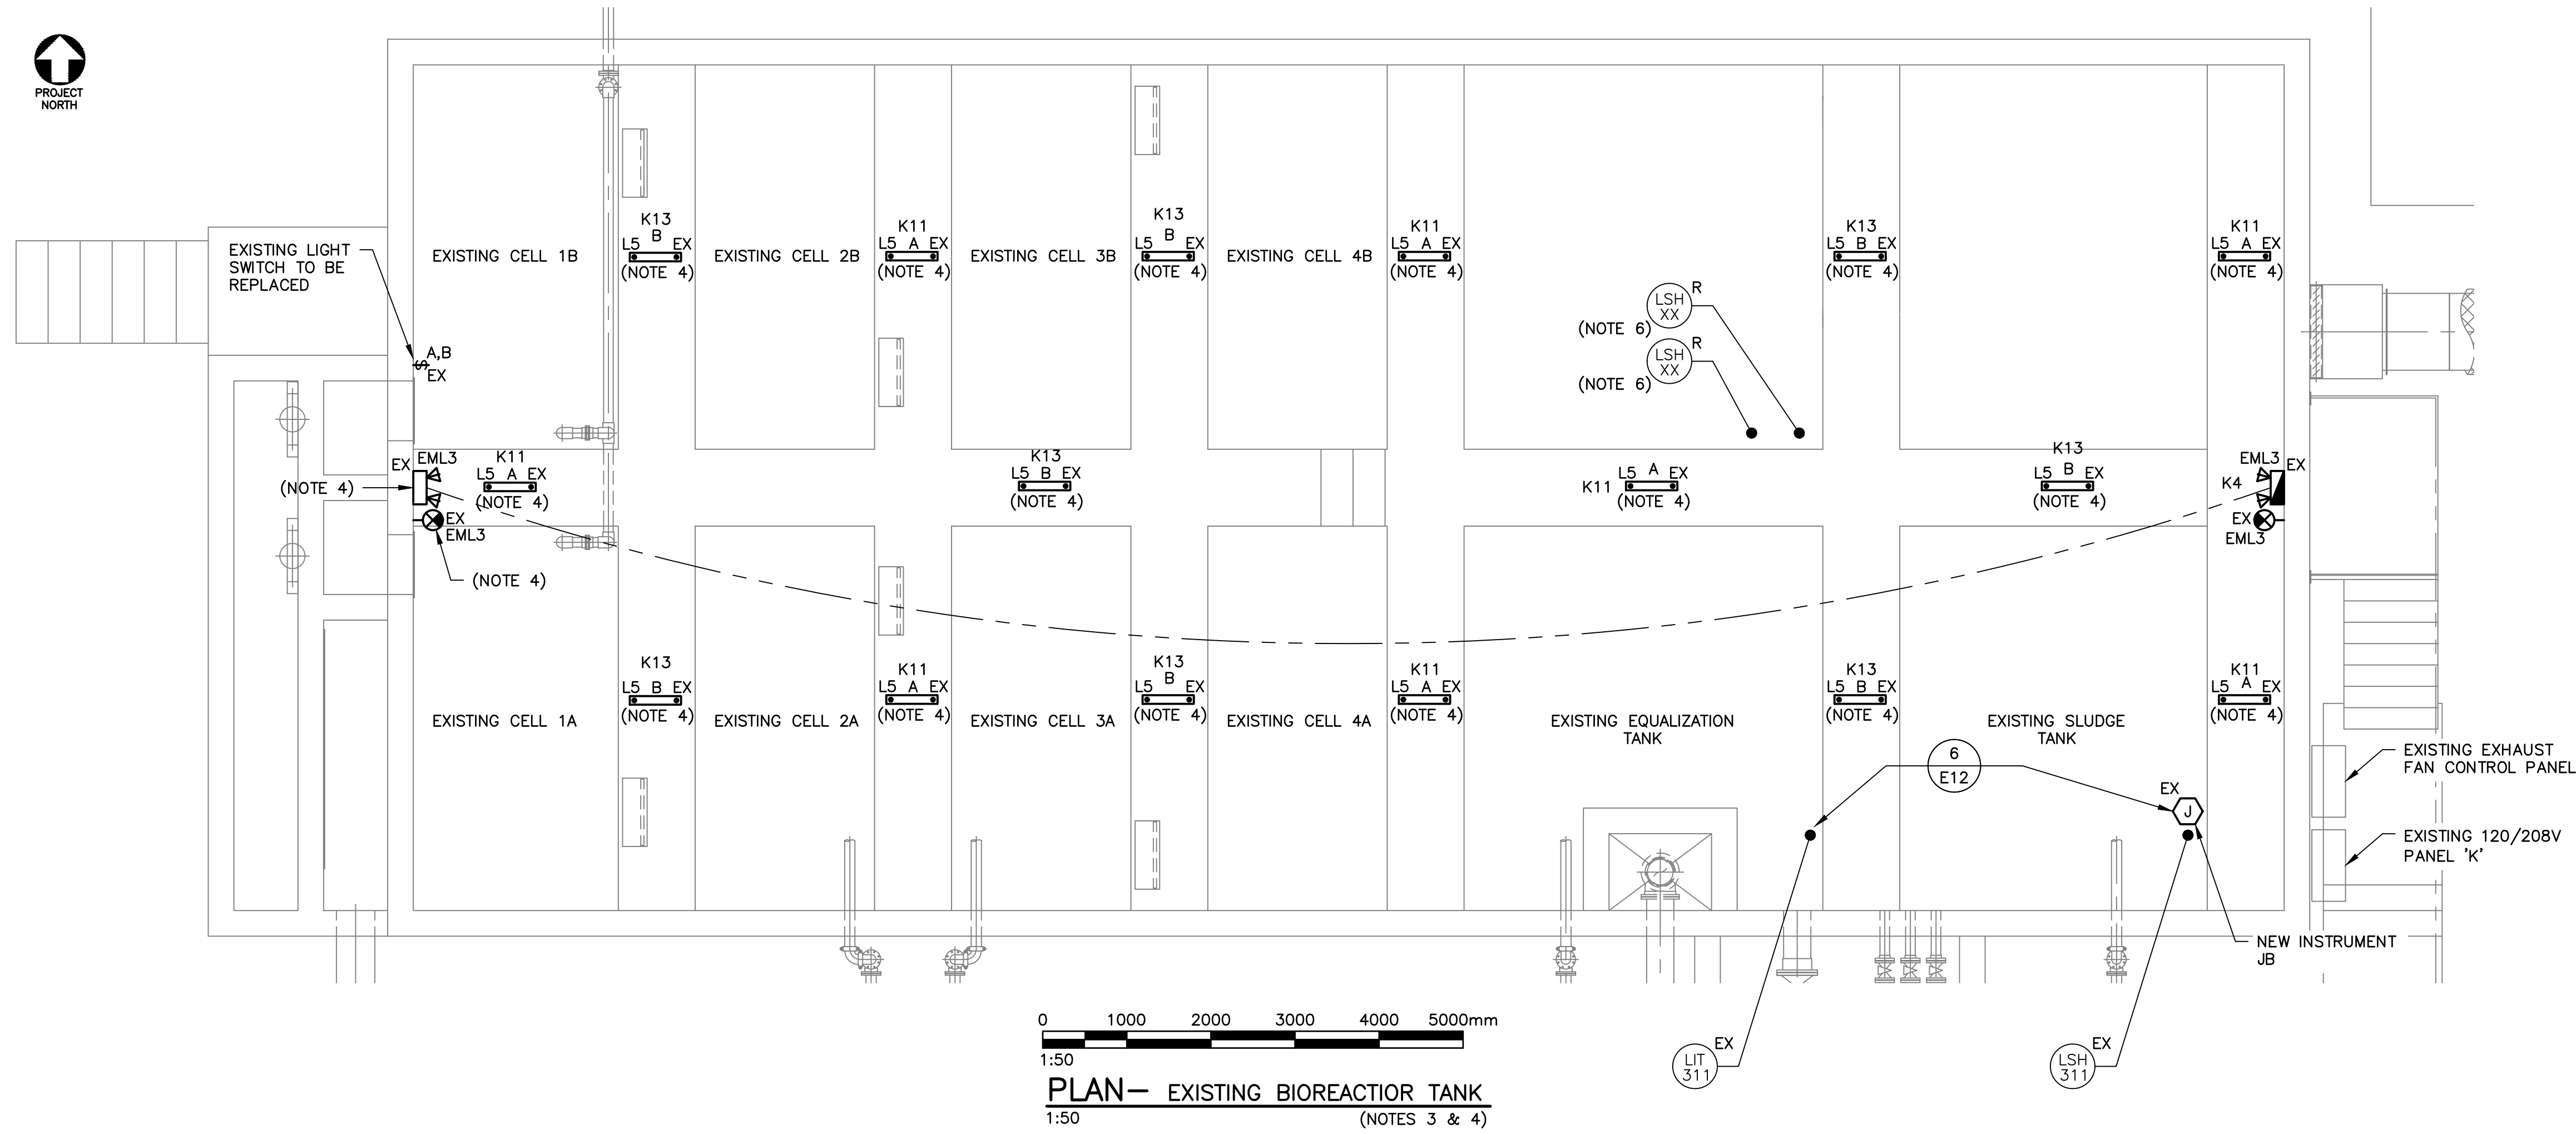 PROJECT
NORTH
EXISTING LIGHT
SWITCH TO BE
REPLACED
A,B
$
EX
EXISTING CELL 1B
K13
B
L5 EX
(NOTE 4)
EXISTING CELL 2B
K11
L5 A EX
(NOTE 4)
EXISTING CELL 3B
K13
B
L5 EX
(NOTE 4)
EXISTING CELL 4B
K11
L5 A EX
(NOTE 4)
K13
L5 B EX
(NOTE 4)
K11
L5 A EX
(NOTE 4)
LSH
XX
R
(NOTE 6)
LSH
XX
R
(NOTE 6)
EX EML3
(NOTE 4)
EX
EML3
(NOTE 4)
K11
L5 A EX
(NOTE 4)
K13
L5 B EX
(NOTE 4)
L5 A EX
K11 (NOTE 4)
K13
L5 B EX
(NOTE 4)
EML3 EX
K4
EX
EML3
EXISTING CELL 1A
K13
L5 B EX
(NOTE 4)
EXISTING CELL 2A
K11
L5 A EX
(NOTE 4)
EXISTING CELL 3A
K13
B
L5 EX
(NOTE 4)
EXISTING CELL 4A
K11
L5 A EX
(NOTE 4)
EXISTING EQUALIZATION
TANK
K13
L5 B EX
(NOTE 4)
EXISTING SLUDGE
TANK
K11
L5 A EX
(NOTE 4)
6
E12
EX
J
EXISTING EXHAUST
FAN CONTROL PANEL
EXISTING 120/208V
PANEL 'K'
NEW INSTRUMENT
JB
LIT
311
EX
LSH
311
EX
0 1000 2000 3000 4000 5000mm
1:50
PLAN– EXISTING BIOREACTIOR TANK
1:50 (NOTES 3 & 4)